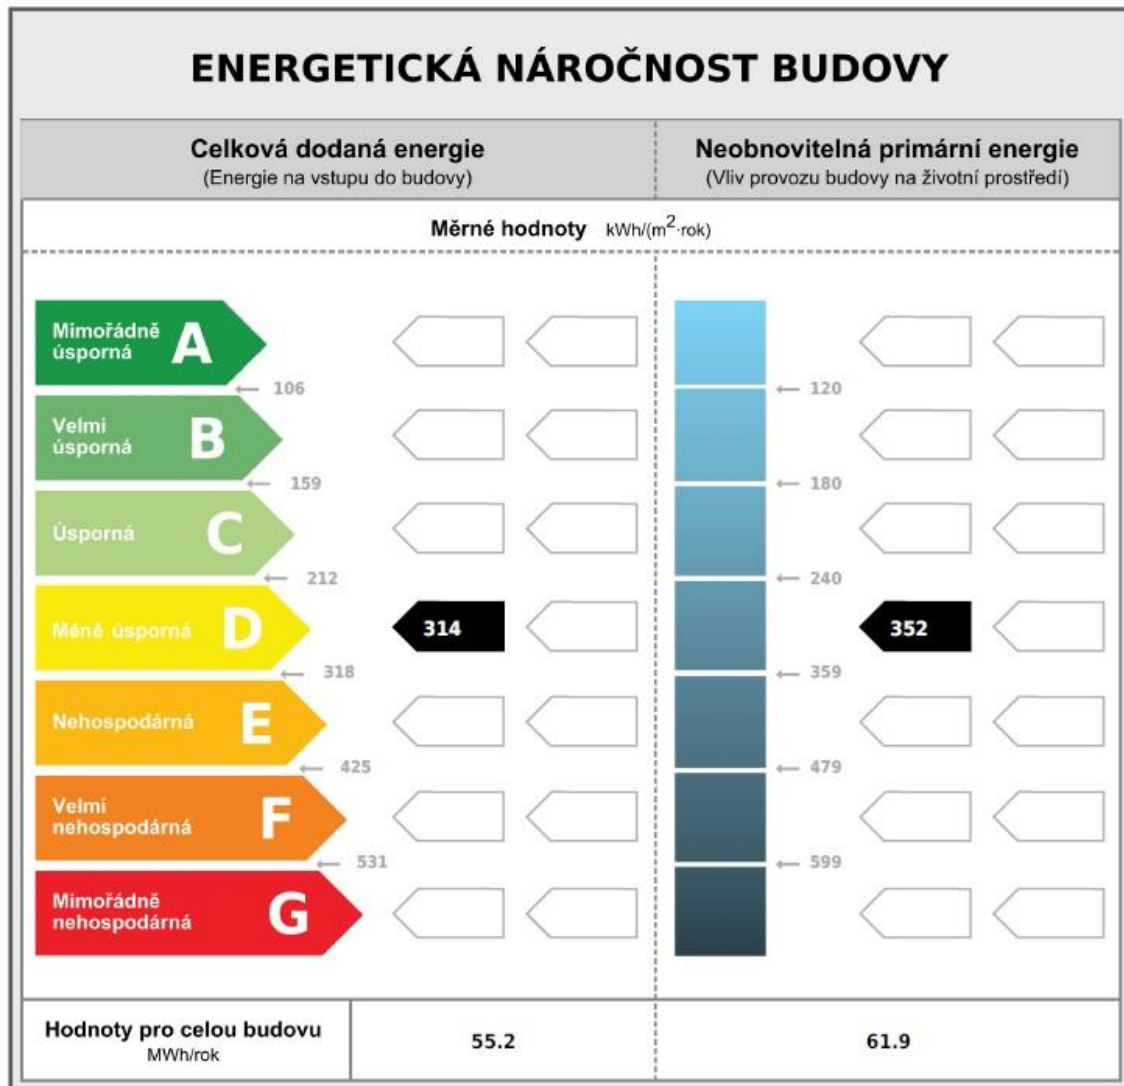 ENERGETICKÁ NÁROČNOST BUDOVY
Celková dodaná energie
(Energie na vstupu do budovy)
Neobnovitelná primární energie
(Vliv provozu budovy na životní prostředí)
Měrné hodnoty kWh/(m²·rok)
Mimořádně
úsporná
A
106
120
Velmi
úsporná
B
159
180
Úsporná
C
212
240
Méně úsporná
D
314
352
318
359
Nehospodárná
E
425
479
Velmi
nehospodárná
F
531
599
Mimořádně
nehospodárná
G
Hodnoty pro celou budovu
MWh/rok
55.2
61.9